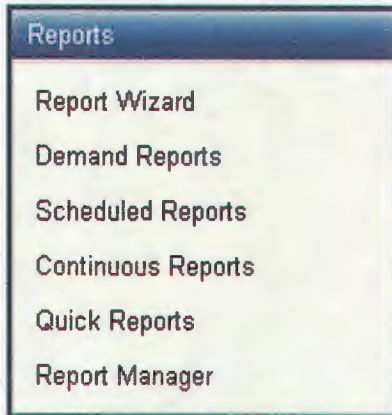 Reports
Report Wizard
Demand Reports
Scheduled Reports
Continuous Reports
Quick Reports
Report Manager